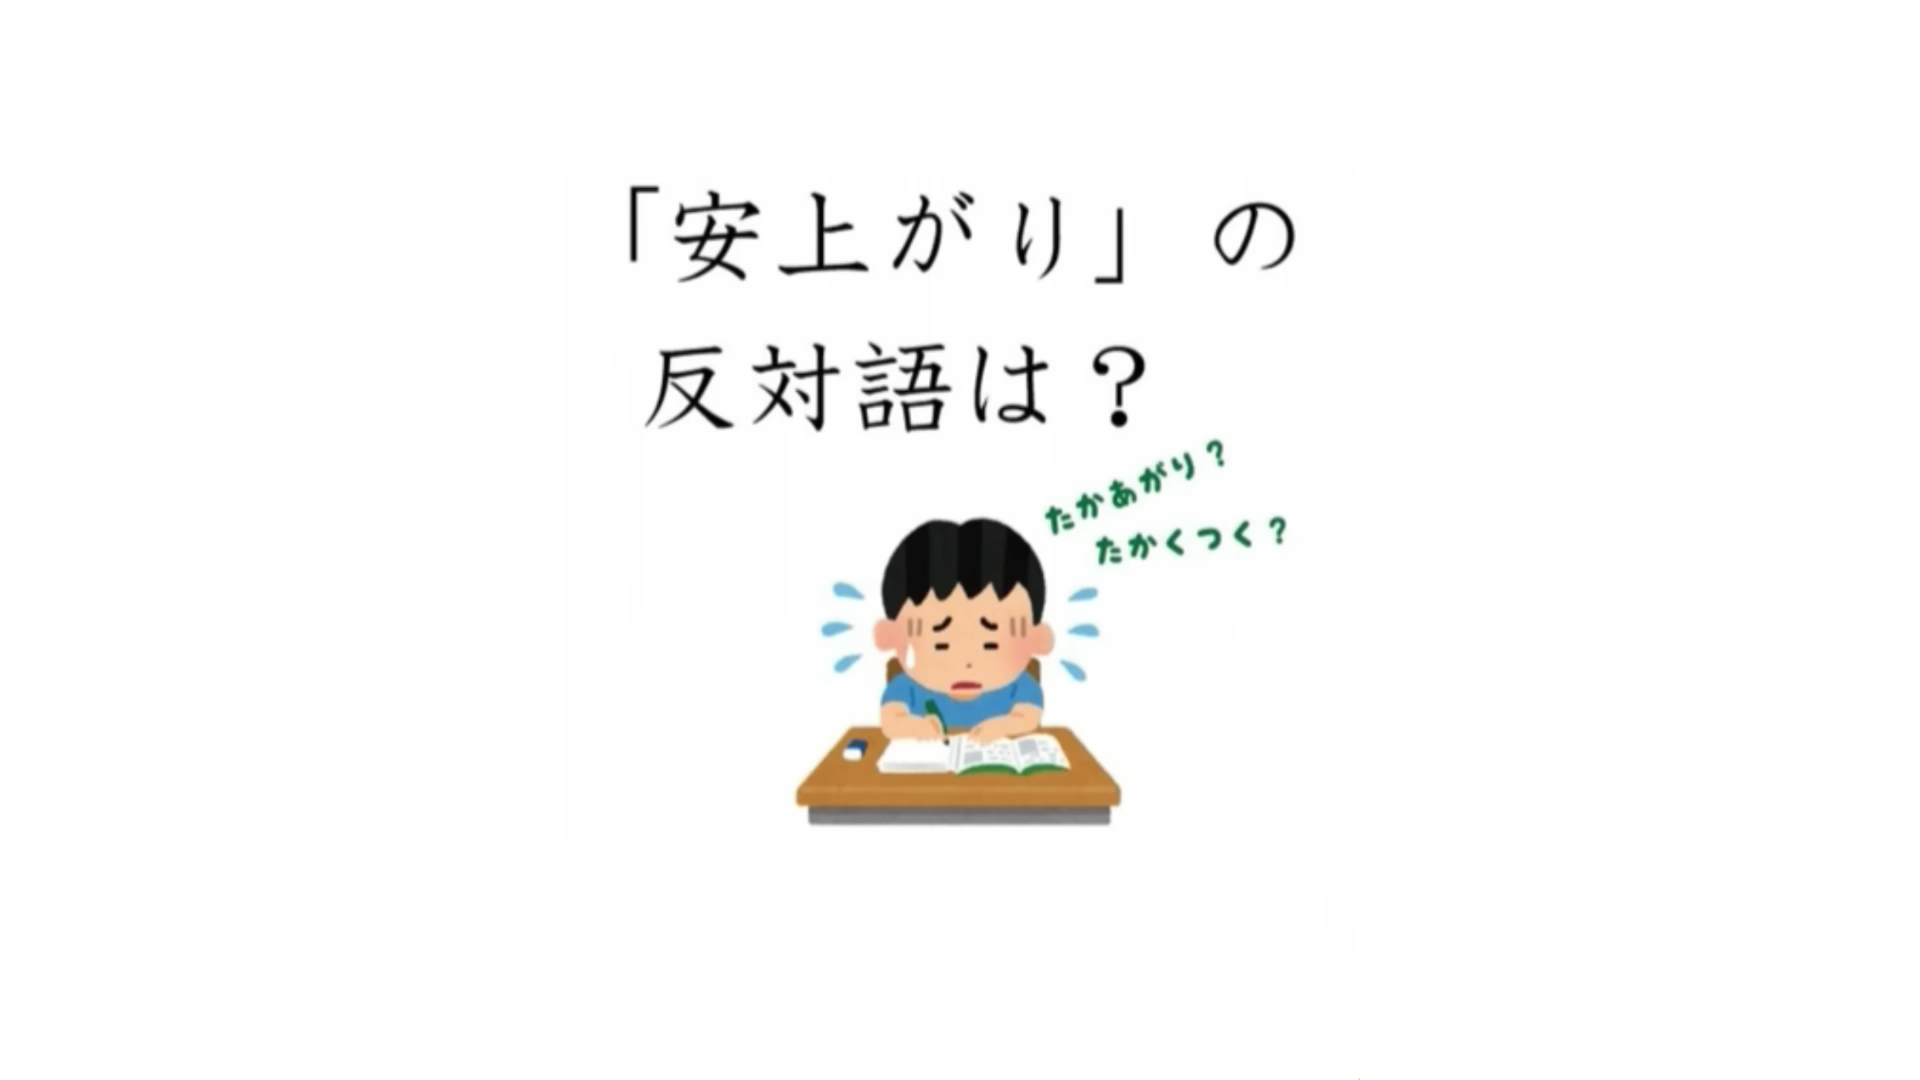 「安上がり」の
反対語は？
たかあがり？
たかくつく？